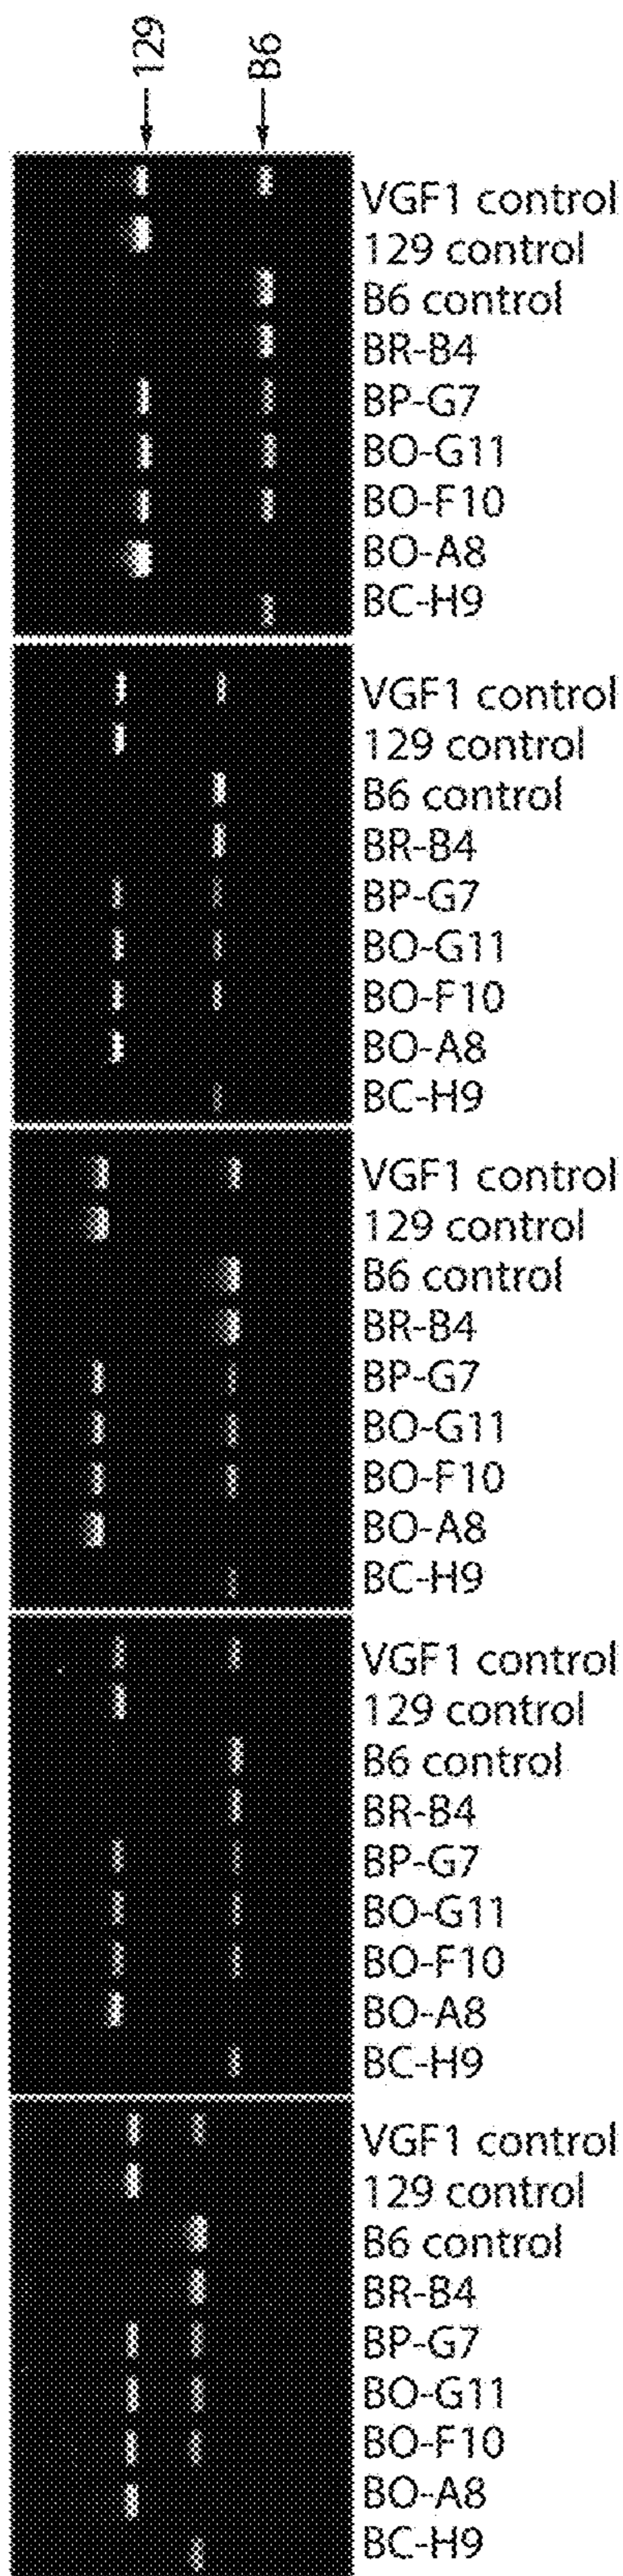 129
B6
VGF1 control
129 control
B6 control
BR-B4
BP-G7
BO-G11
BO-F10
BO-A8
BC-H9
VGF1 control
129 control
B6 control
BR-B4
BP-G7
BO-G11
BO-F10
BO-A8
BC-H9
VGF1 control
129 control
B6 control
BR-B4
BP-G7
BO-G11
BO-F10
BO-A8
BC-H9
VGF1 control
129 control
B6 control
BR-B4
BP-G7
BO-G11
BO-F10
BO-A8
BC-H9
VGF1 control
129 control
B6 control
BR-B4
BP-G7
BO-G11
BO-F10
BO-A8
BC-H9